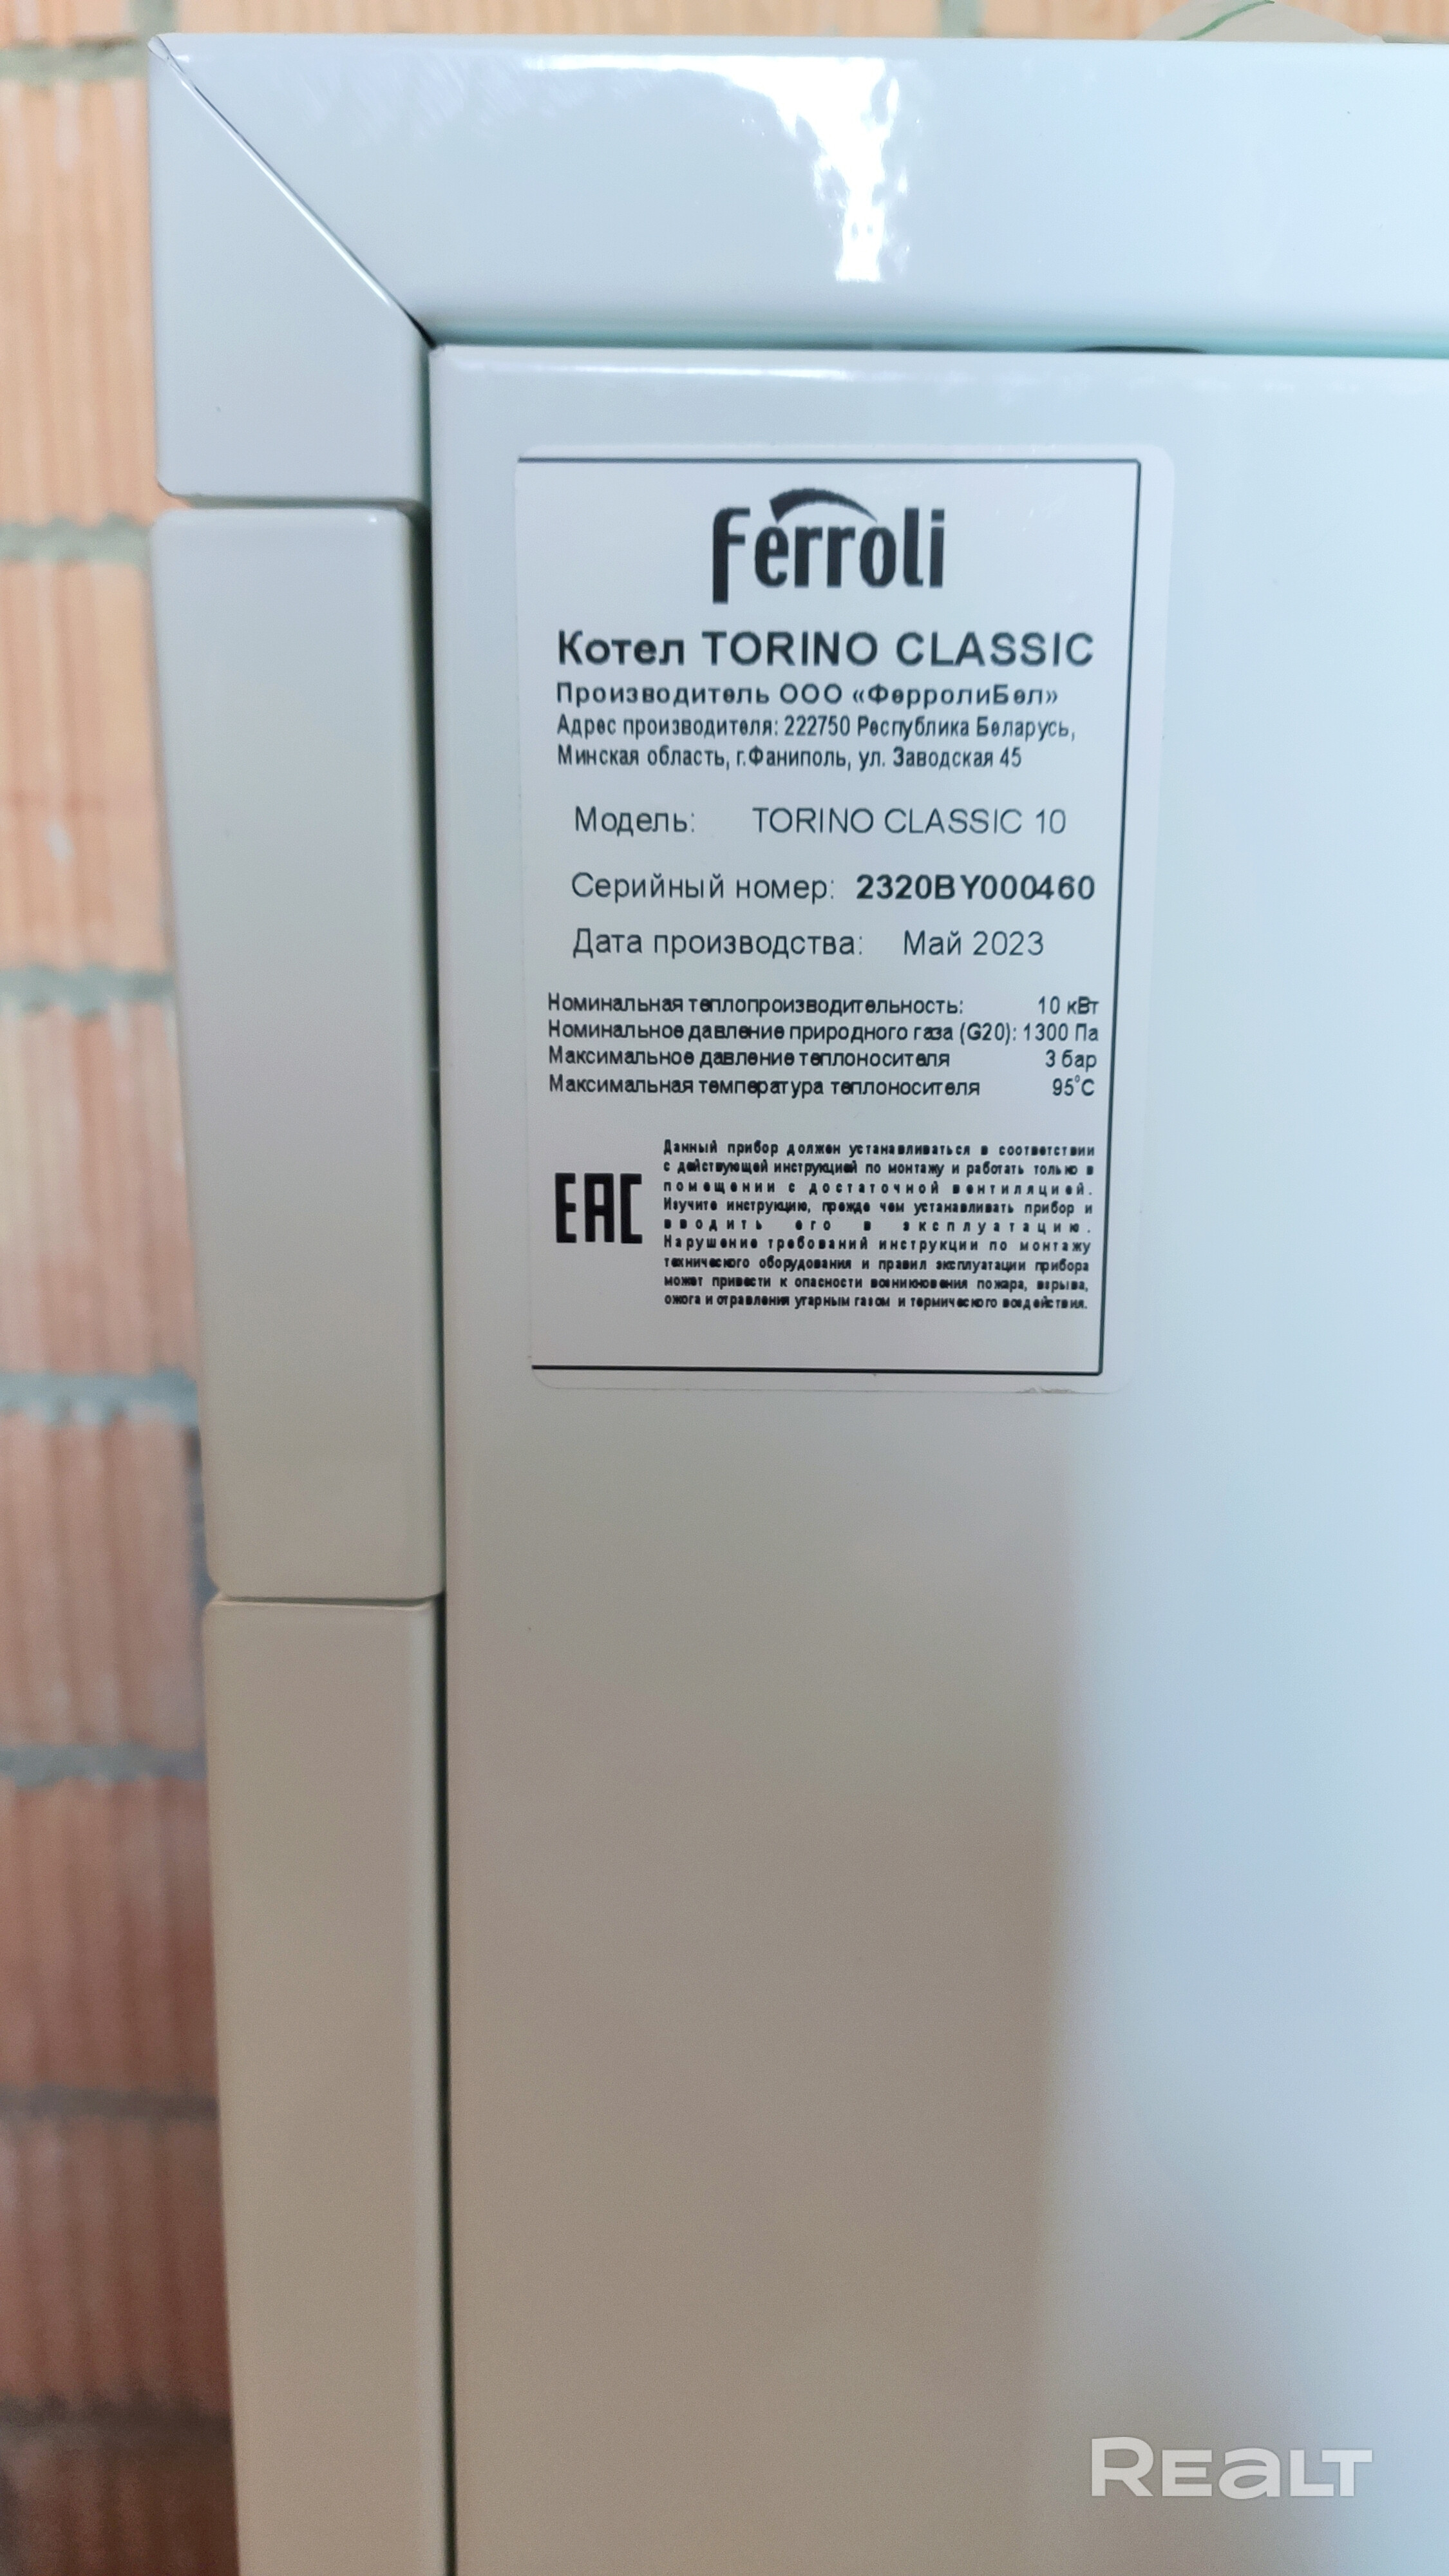 Ferroli
Котел TORINO CLASSIC
Производитель ООО «ФерролиБел»
Адрес производителя: 222750 Республика Беларусь,
Минская область, г.Фаниполь, ул. Заводская 45
Модель: TORINO CLASSIC 10
Серийный номер: 2320BY000460
Дата производства: Май 2023
Номинальная теплопроизводительность: 10 кВт
Номинальное давление природного газа (G20): 1300 Па
Максимальное давление теплоносителя 3 бар
Максимальная температура теплоносителя 95°C
EAC
Данный прибор должен устанавливаться в соответствии
с действующей инструкцией по монтажу и работать только в
помещении с достаточной вентиляцией.
Изучите инструкцию, прежде чем устанавливать прибор и
вводить его в эксплуатацию.
Нарушение требований инструкции по монтажу
технического оборудования и правил эксплуатации прибора
может привести к опасности возникновения пожара, взрыва,
ожога и отравления угарным газом и термического воздействия.
REALT